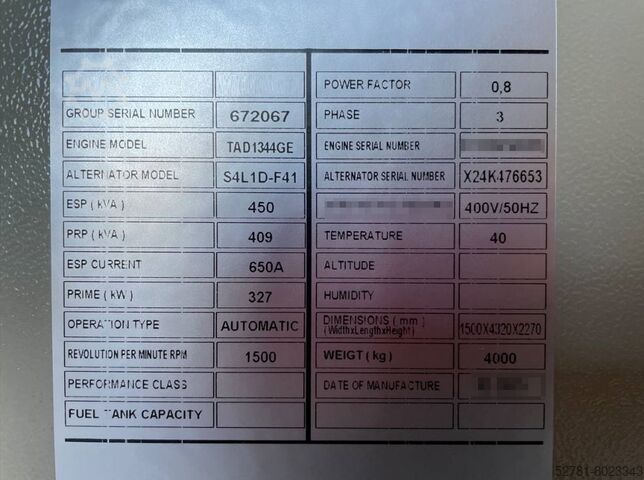 GROUP SERIAL NUMBER 672067
ENGINE MODEL TAD1344GE
ALTERNATOR MODEL S4L1D-F41
ESP ( kVA ) 450
PRP ( kVA ) 409
ESP CURRENT 650A
PRIME ( kW ) 327
OPERATION TYPE AUTOMATIC
REVOLUTION PER MINUTE RPM 1500
PERFORMANCE CLASS
FUEL TANK CAPACITY
POWER FACTOR 0,8
PHASE 3
ENGINE SERIAL NUMBER
ALTERNATOR SERIAL NUMBER X24K476653
400V/50HZ
TEMPERATURE 40
ALTITUDE
HUMIDITY
DIMENSIONS ( mm )
(WidthxLengthxHeight) 1500X4320X2270
WEIGT ( kg ) 4000
DATE OF MANUFACTURE
52781-8023343